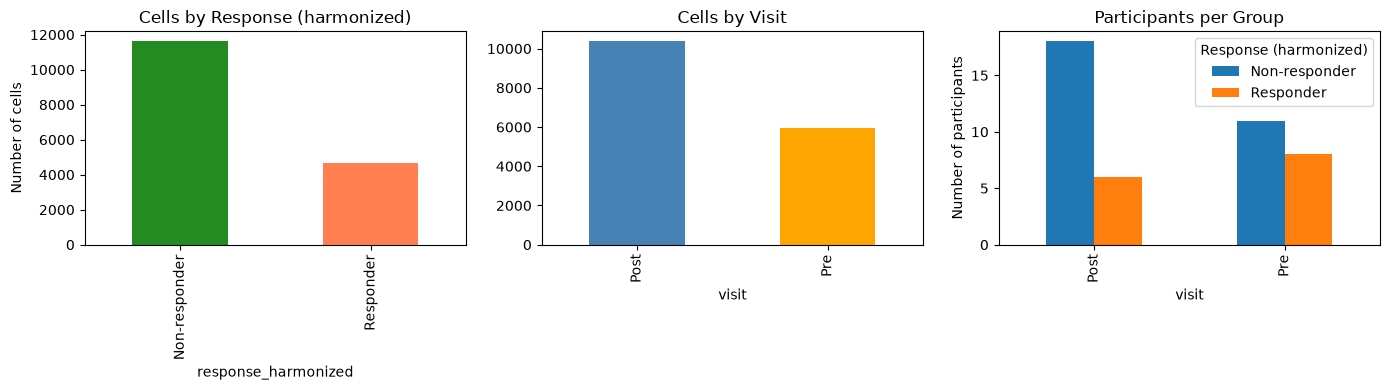 Cells by Response (harmonized)
Number of cells
12000
10000
8000
6000
4000
2000
0
Non-responder
Responder
response_harmonized
Cells by Visit
10000
8000
6000
4000
2000
0
Post
Pre
visit
Participants per Group
Number of participants
15
10
5
0
Response (harmonized)
Non-responder
Responder
Post
Pre
visit